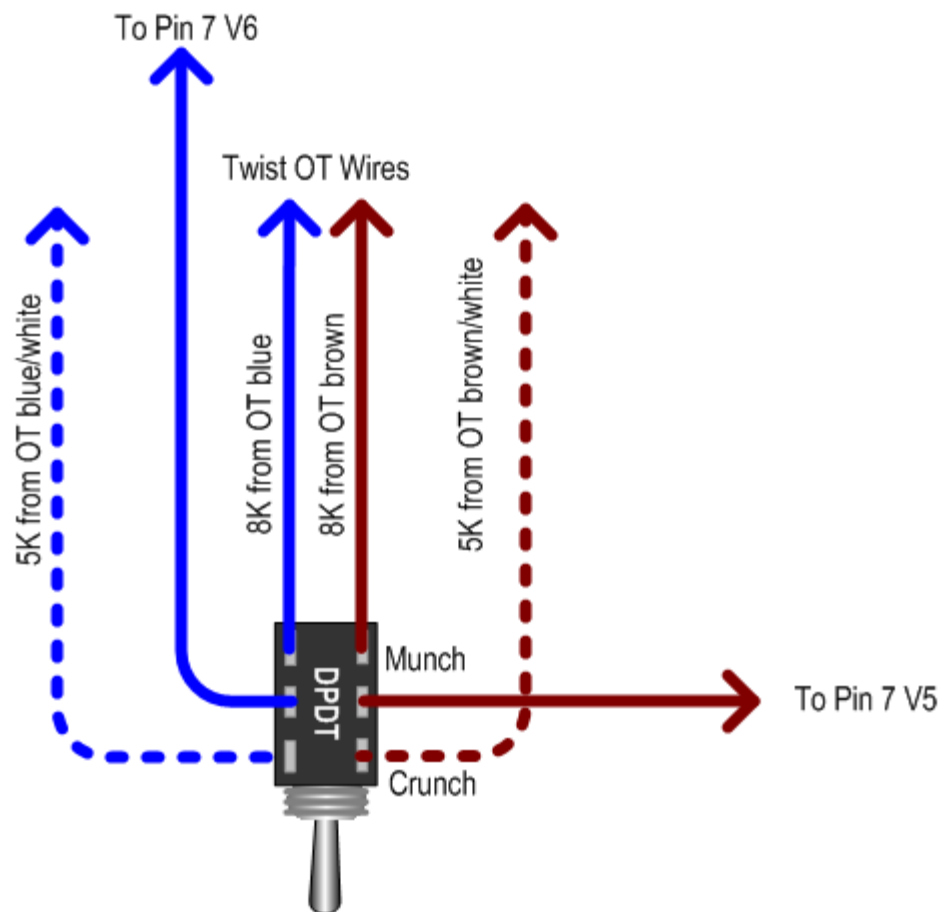 To Pin 7 V6
Twist OT Wires
5K from OT blue/white
8K from OT blue
8K from OT brown
5K from OT brown/white
DPDT
Munch
To Pin 7 V5
Crunch